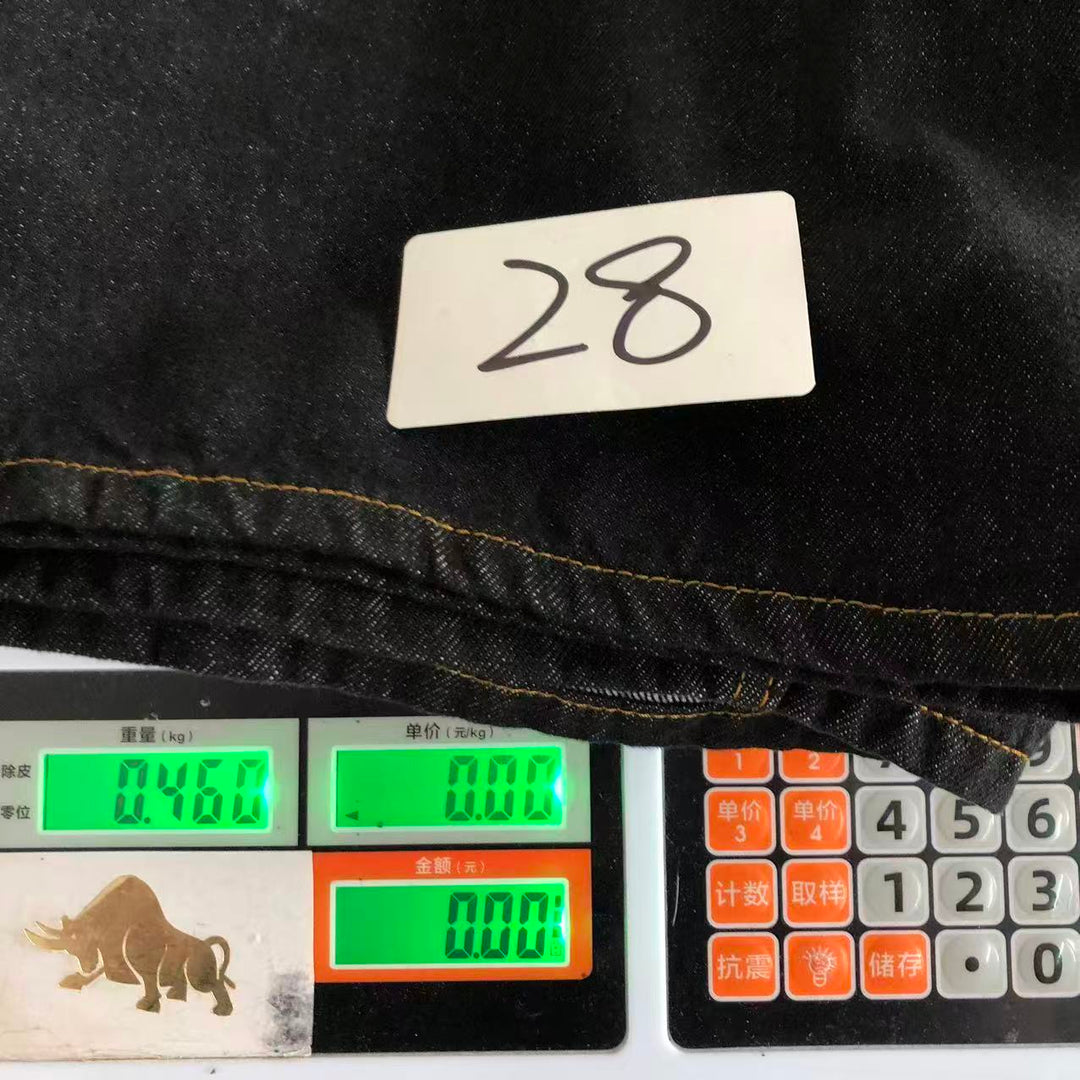 28
重量(kg)
单价(元/kg)
除皮
零位
0.460
0.00
金额(元)
0.00
1 2
9
单价 3
单价 4
4 5 6
计数 取样 1 2 3
抗震 储存 • 0